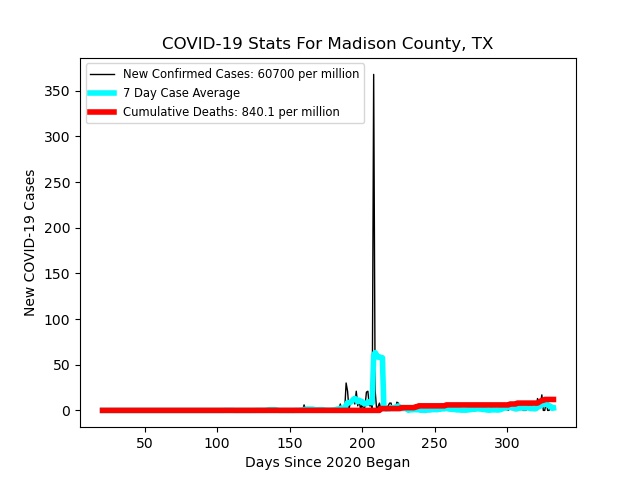 COVID-19 Stats For Madison County, TX
New Confirmed Cases: 60700 per million
7 Day Case Average
Cumulative Deaths: 840.1 per million
New COVID-19 Cases
350
300
250
200
150
100
50
0
50 100 150 200 250 300
Days Since 2020 Began